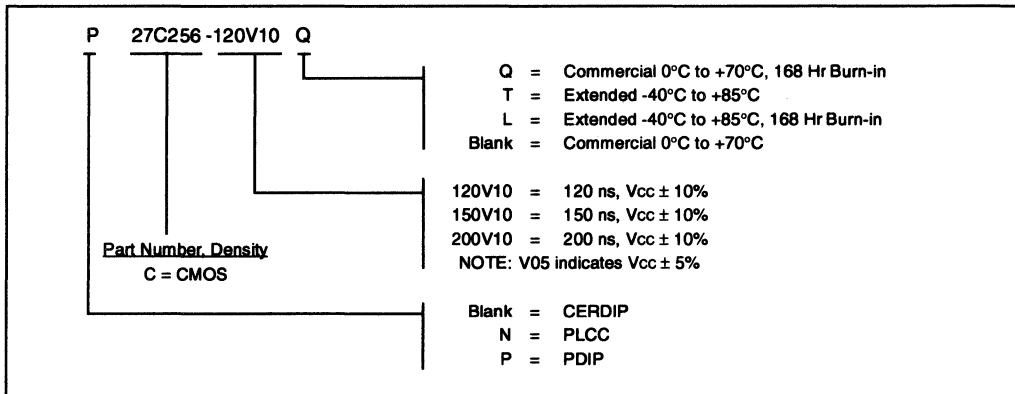 P 27C256 -120V10 Q
Q = Commercial 0°C to +70°C, 168 Hr Burn-in
T = Extended -40°C to +85°C
L = Extended -40°C to +85°C, 168 Hr Burn-in
Blank = Commercial 0°C to +70°C
120V10 = 120 ns, Vcc ± 10%
150V10 = 150 ns, Vcc ± 10%
200V10 = 200 ns, Vcc ± 10%
NOTE: V05 indicates Vcc ± 5%
Part Number, Density
C = CMOS
Blank = CERDIP
N = PLCC
P = PDIP